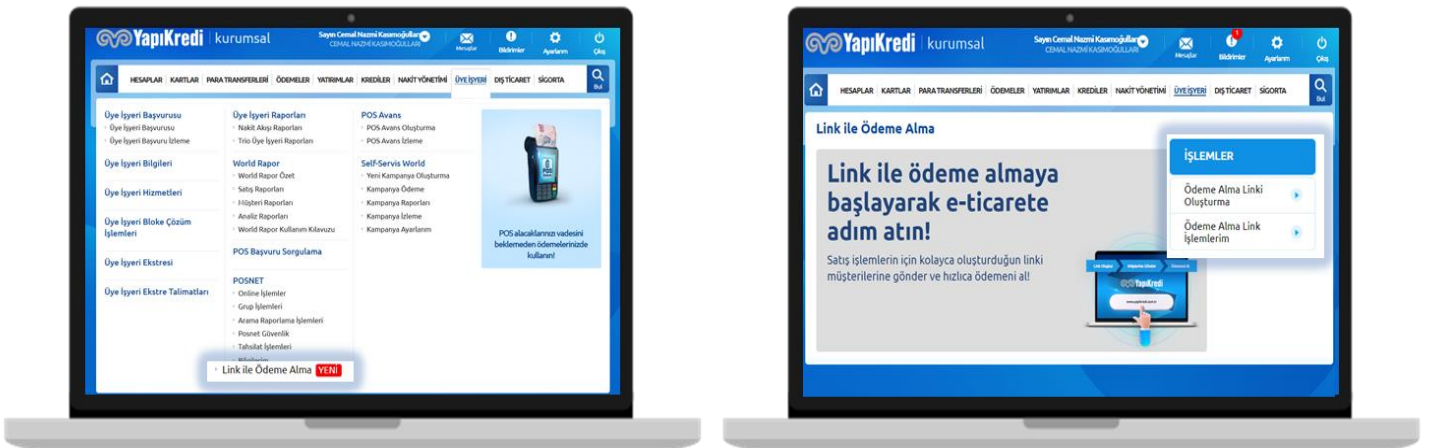 YapıKredi | kurumsal
Sayın Cemal Nazmi Kasımoğulları
CEMAL NAZMİ KASIMOĞULLARI
Mesajlar
Bildirimler
Ayarlarım
Çıkış
HESAPLAR
KARTLAR
PARA TRANSFERLERİ
ÖDEMELER
YATIRIMLAR
KREDİLER
NAKİT YÖNETİMİ
ÜYE İŞYERİ
DIŞ TİCARET
SİGORTA
Bul
Üye İşyeri Başvurusu
Üye İşyeri Başvurusu
Üye İşyeri Başvuru İzleme
Üye İşyeri Bilgileri
Üye İşyeri Hizmetleri
Üye İşyeri Bloke Çözüm
İşlemleri
Üye İşyeri Ekstresi
Üye İşyeri Ekstre Talimatları
Üye İşyeri Raporları
Nakit Akışı Raporları
Trio Üye İşyeri Raporları
World Rapor
World Rapor Özet
Satış Raporları
Müşteri Raporları
Analiz Raporları
World Rapor Kullanım Kılavuzu
POS Başvuru Sorgulama
POSNET
Online İşlemler
Grup İşlemleri
Arama Raporlama İşlemleri
Posnet Güvenlik
Tahsilat İşlemleri
Link ile Ödeme Alma YENİ
POS Avans
POS Avans Oluşturma
POS Avans İzleme
Self-Servis World
Yeni Kampanya Oluşturma
Kampanya Ödeme
Kampanya Raporları
Kampanya İzleme
Kampanya Ayarlarım
POS alacaklarınızı vadesini
beklemeden ödemelerinizde
kullanın!
YapıKredi | kurumsal
Sayın Cemal Nazmi Kasımoğulları
CEMAL NAZMİ KASIMOĞULLARI
Mesajlar
1
Bildirimler
Ayarlarım
Çıkış
HESAPLAR
KARTLAR
PARA TRANSFERLERİ
ÖDEMELER
YATIRIMLAR
KREDİLER
NAKİT YÖNETİMİ
ÜYE İŞYERİ
DIŞ TİCARET
SİGORTA
Bul
Link ile Ödeme Alma
Link ile ödeme almaya
başlayarak e-ticarete
adım atın!
Satış işlemlerin için kolayca oluşturduğun linki
müşterilerine gönder ve hızlıca ödemeni al!
YapıKredi
İŞLEMLER
Ödeme Alma Linki
Oluşturma
Ödeme Alma Link
İşlemlerim